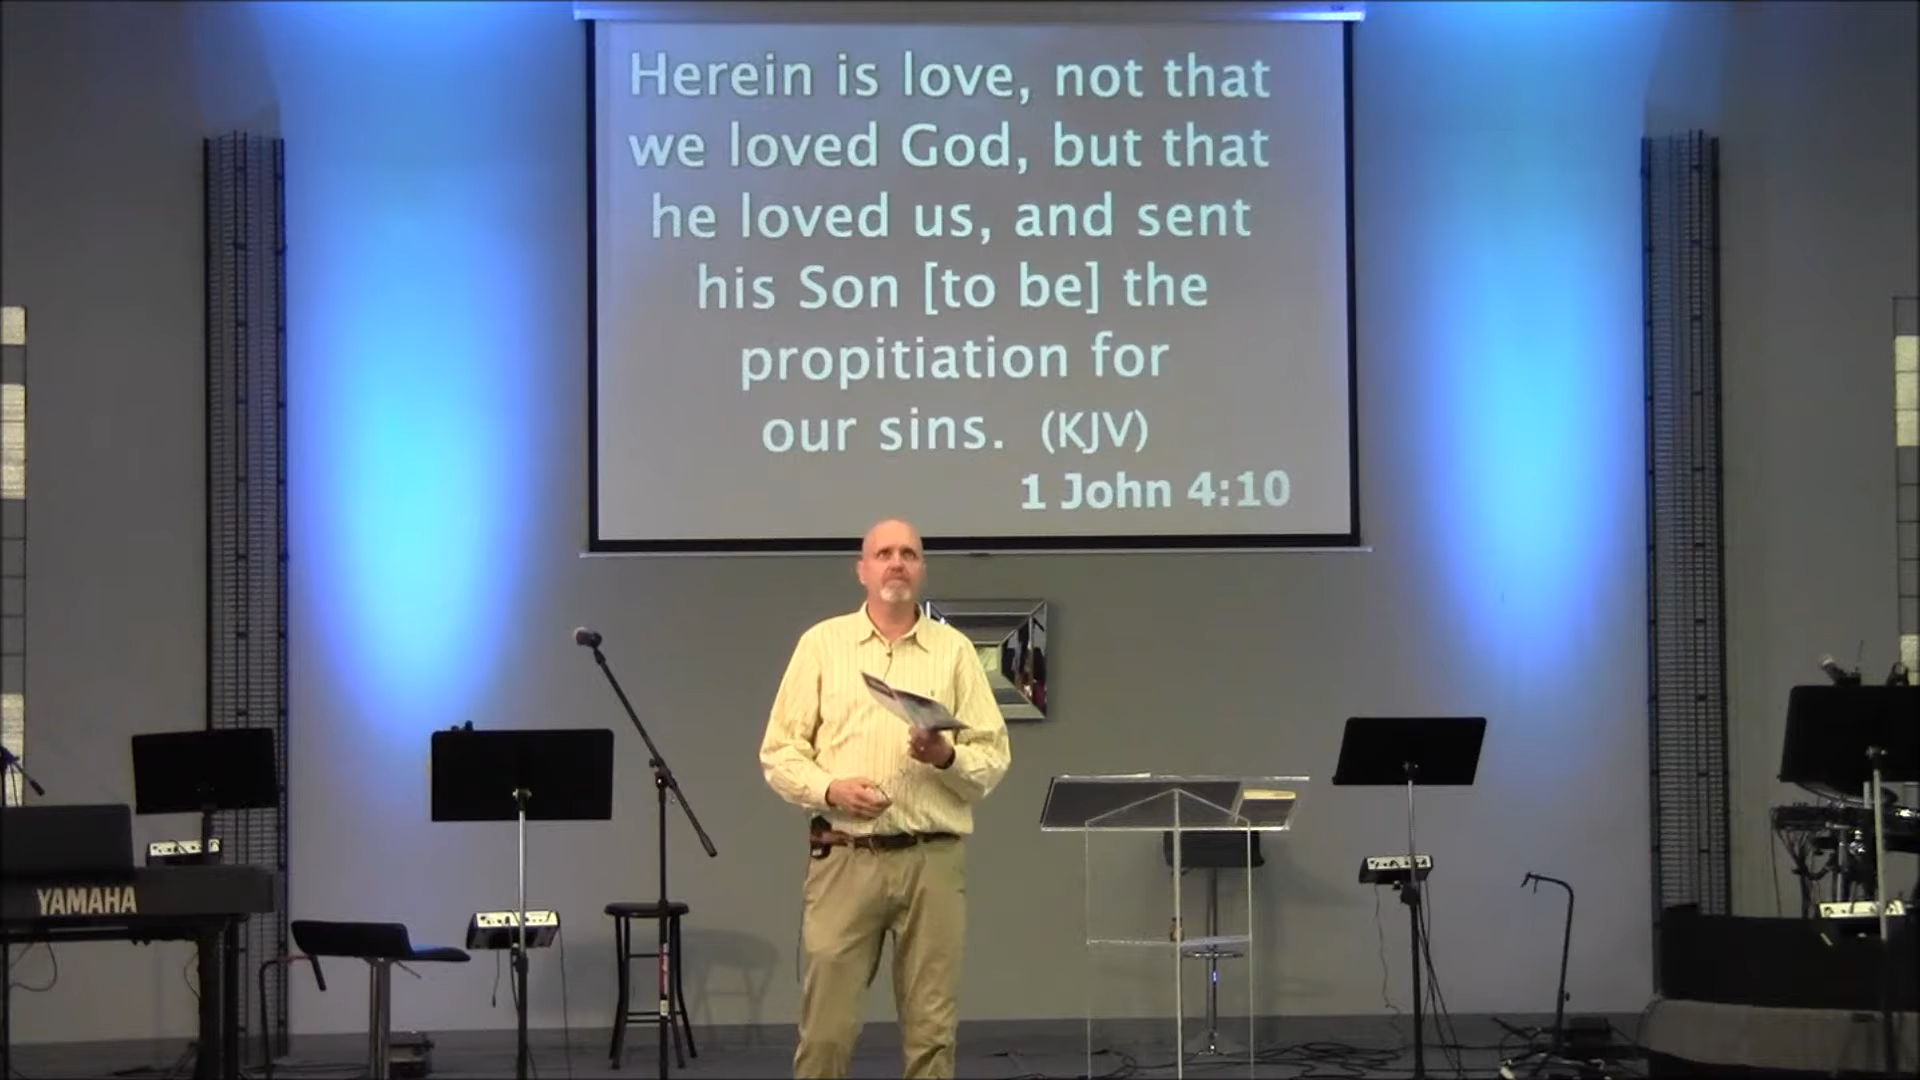 Herein is love, not that
we loved God, but that
he loved us, and sent
his Son [to be] the
propitiation for
our sins. (KJV)
1 John 4:10
YAMAHA